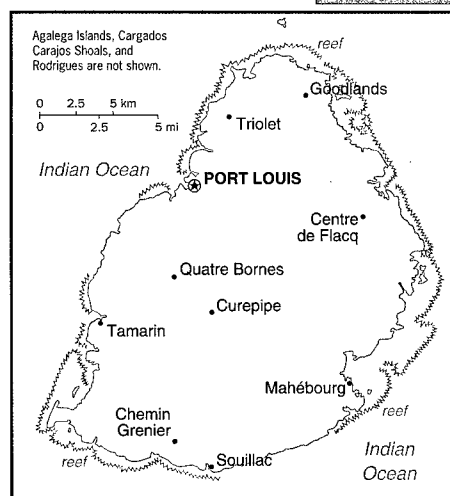 Agalega Islands, Cargados
Carajos Shoals, and
Rodrigues are not shown.
reef
Goodlands
0 2.5 5 km
0 2.5 5 mi
Triolet
Indian Ocean
PORT LOUIS
Centre
de Flacq
Quatre Bornes
Curepipe
Tamarin
Mahébourg
Chemin
Grenier
reef
reef
Souillac
Indian
Ocean